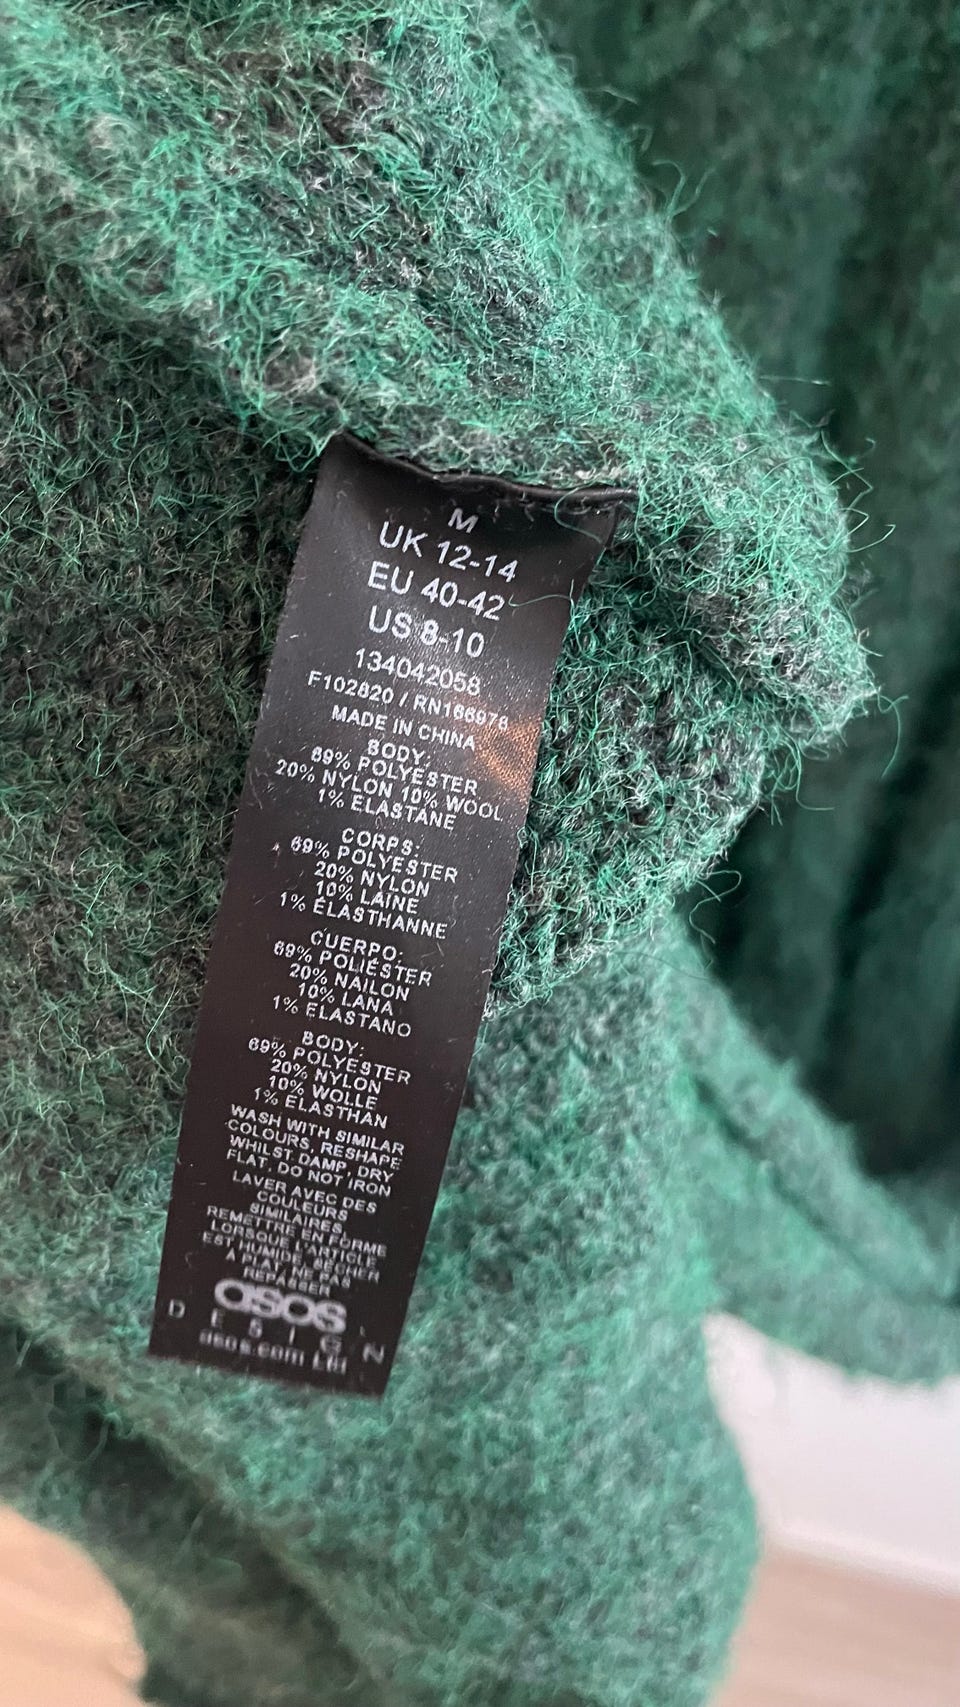 M
UK 12-14
EU 40-42
US 8-10
134042058
F102820 / RN166976
MADE IN CHINA
BODY:
69% POLYESTER
20% NYLON 10% WOOL
1% ELASTANE
CORPS:
69% POLYESTER
20% NYLON
10% LAINE
1% ÉLASTHANNE
CUERPO:
69% POLIÉSTER
20% NAILON
10% LANA
1% ELASTANO
BODY:
69% POLYESTER
20% NYLON
10% WOLLE
1% ELASTHAN
WASH WITH SIMILAR
COLOURS, RESHAPE
WHILST DAMP, DRY
FLAT. DO NOT IRON
LAVER AVEC DES
COULEURS
SIMILAIRES,
REMETTRE EN FORME
LORSQUE L'ARTICLE
EST HUMIDE, SÉCHER
À PLAT, NE PAS
REPASSER
asos
DESIGN
asos.com Ltd